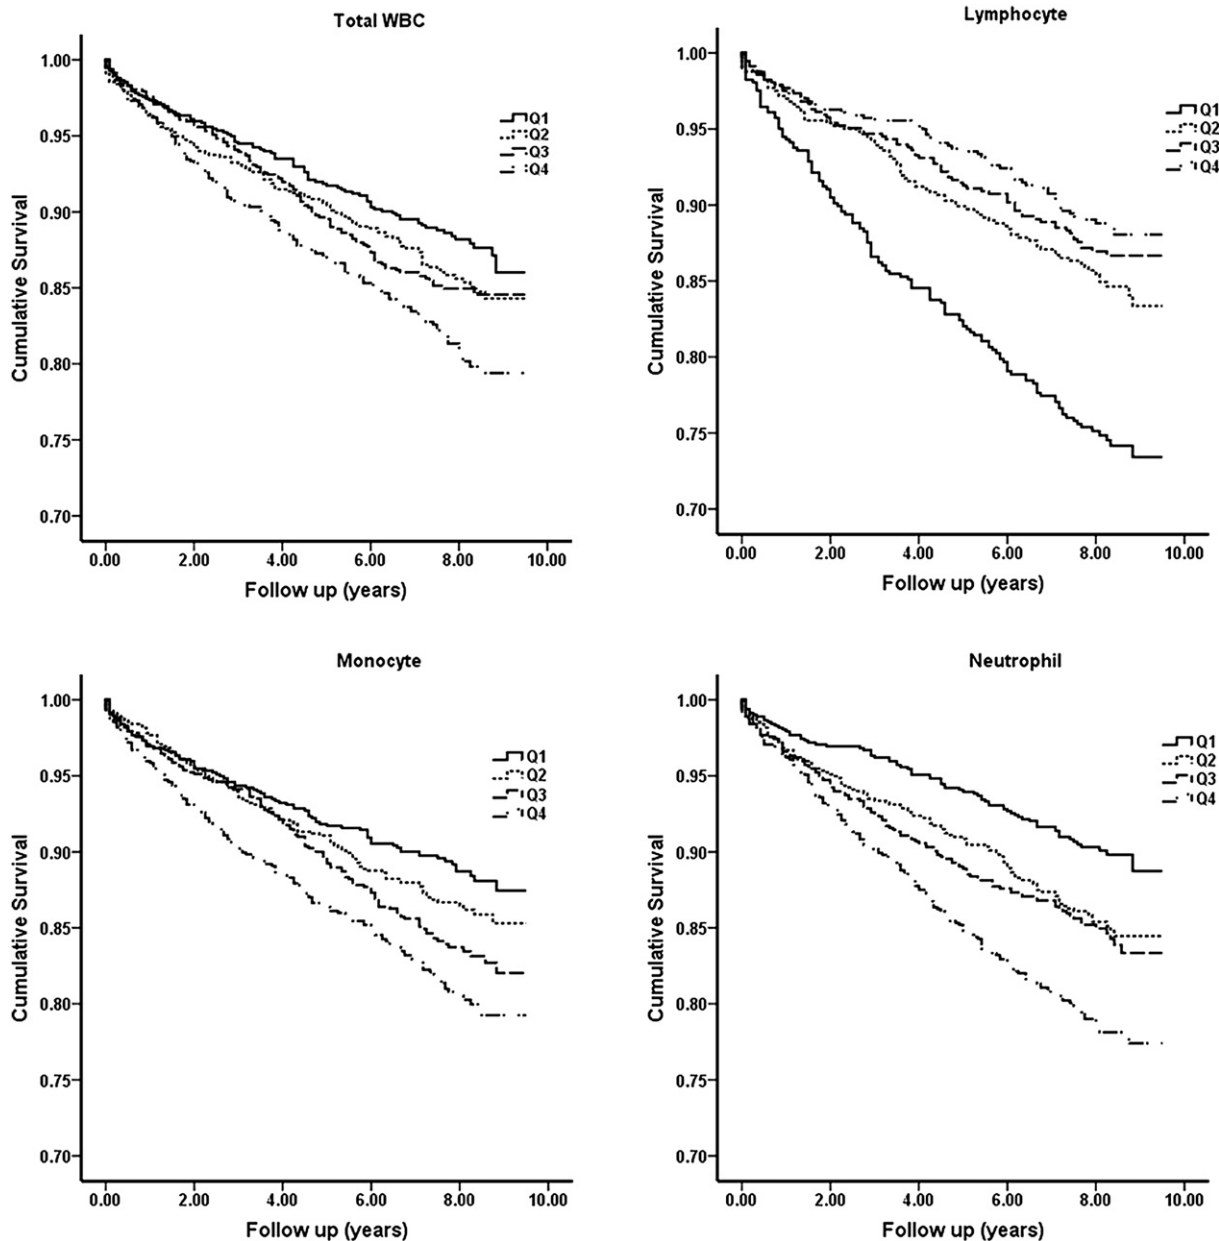 Total WBC
1.00
0.95
0.90
0.85
0.80
0.75
0.70
Cumulative Survival
Q1
Q2
Q3
Q4
0.00 2.00 4.00 6.00 8.00 10.00
Follow up (years)
Lymphocyte
1.00
0.95
0.90
0.85
0.80
0.75
0.70
Cumulative Survival
Q1
Q2
Q3
Q4
0.00 2.00 4.00 6.00 8.00 10.00
Follow up (years)
Monocyte
1.00
0.95
0.90
0.85
0.80
0.75
0.70
Cumulative Survival
Q1
Q2
Q3
Q4
0.00 2.00 4.00 6.00 8.00 10.00
Follow up (years)
Neutrophil
1.00
0.95
0.90
0.85
0.80
0.75
0.70
Cumulative Survival
Q1
Q2
Q3
Q4
0.00 2.00 4.00 6.00 8.00 10.00
Follow up (years)